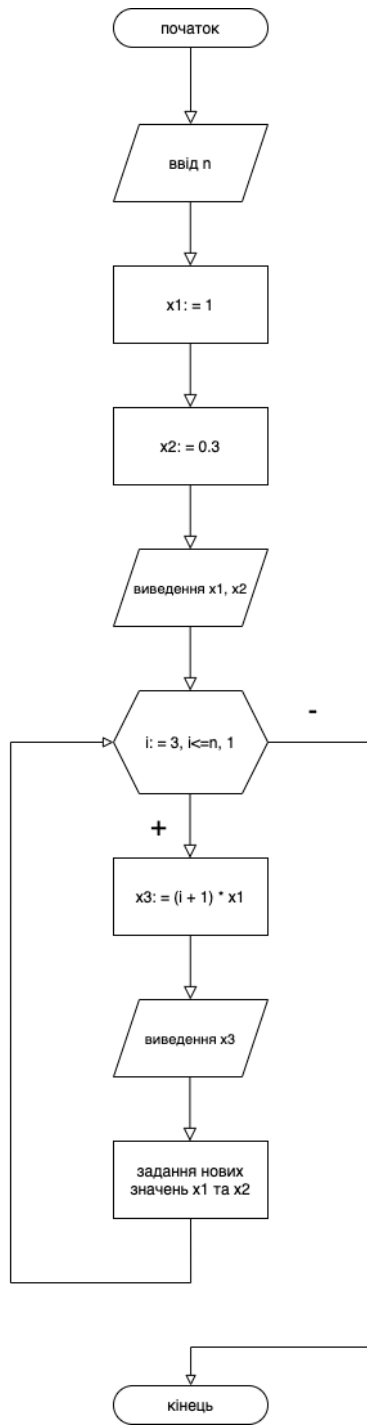 початок
ввід n
x1: = 1
x2: = 0.3
виведення x1, x2
i: = 3, i<=n, 1
-
+
x3: = (i + 1) * x1
виведення x3
задання нових
значень x1 та x2
кінець